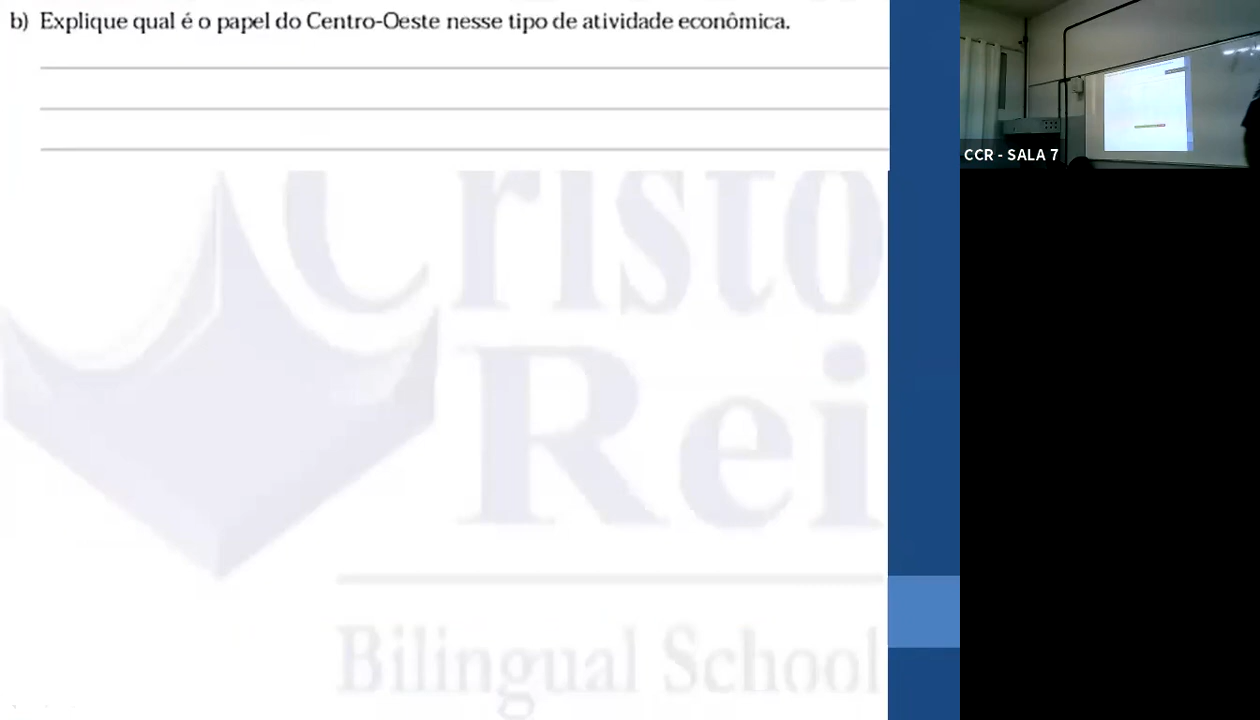 b) Explique qual é o papel do Centro-Oeste nesse tipo de atividade econômica.
CCR - SALA 7
Cristo
Rei
Bilingual School